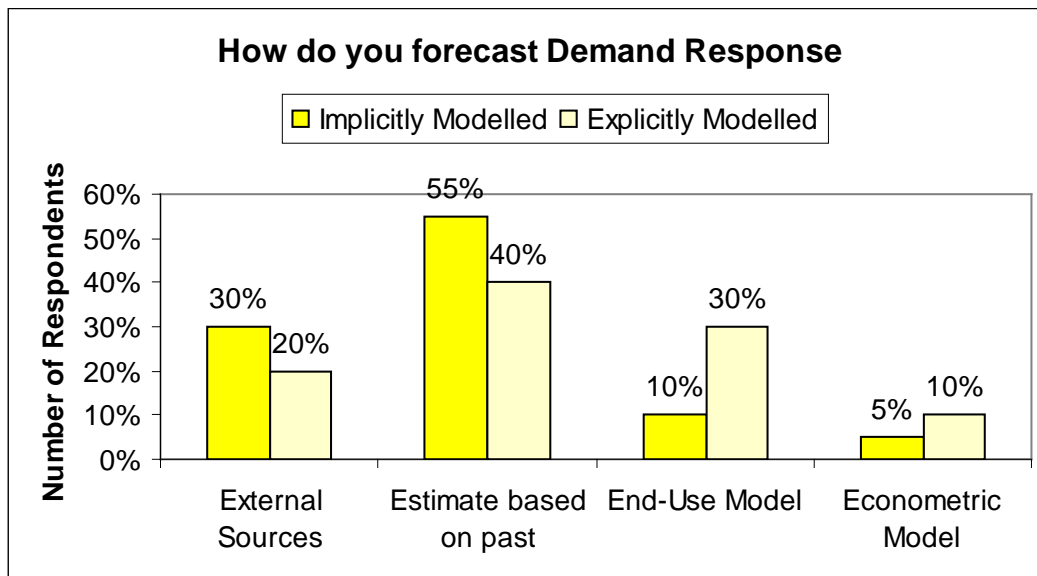 How do you forecast Demand Response
Implicitly Modelled Explicitly Modelled
Number of Respondents
60%
50%
40%
30%
20%
10%
0%
30%
20%
55%
40%
10%
30%
5%
10%
External
Sources
Estimate based
on past
End-Use Model
Econometric
Model